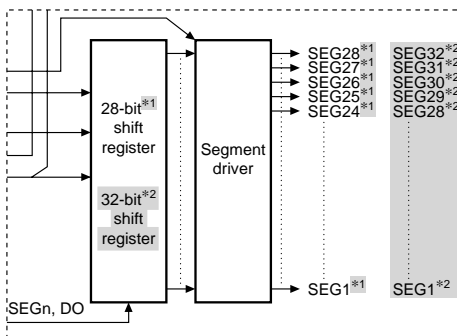 28-bit*1
shift
register
32-bit*2
shift
register
Segment
driver
SEG28*1
SEG27*1
SEG26*1
SEG25*1
SEG24*1
SEG1*1
SEG32*2
SEG31*2
SEG30*2
SEG29*2
SEG28*2
SEG1*2
SEGn, DO